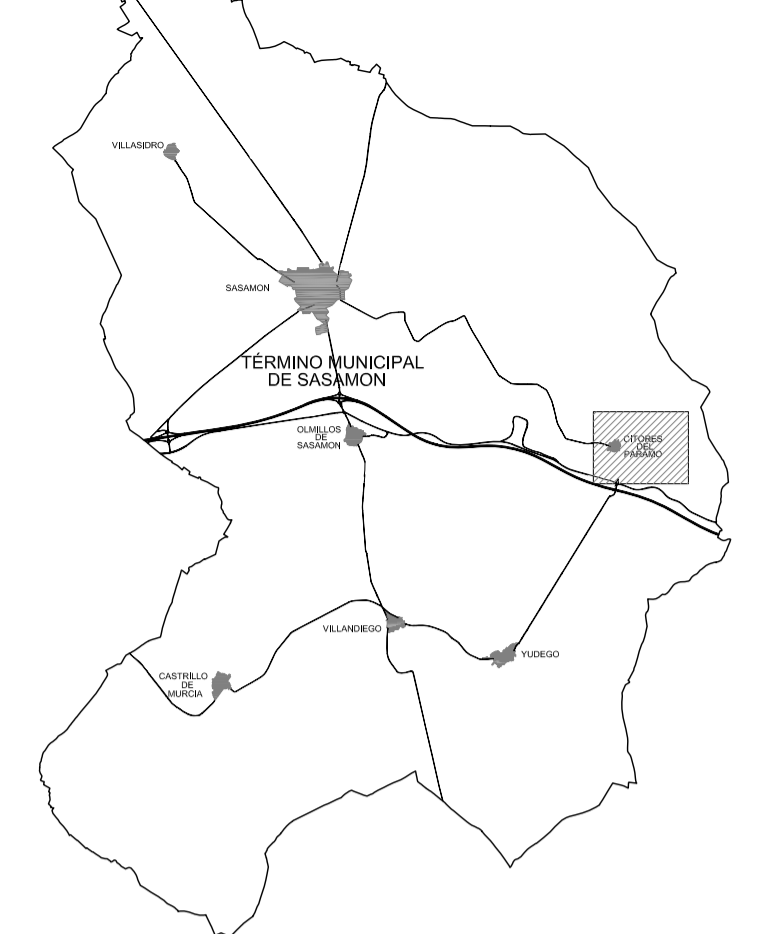 VILLASIDRO
SASAMON
TÉRMINO MUNICIPAL
DE SASAMON
OLMILLOS
DE
SASAMON
CITORES
DEL
PARAMO
VILLANDIEGO
YUDEGO
CASTRILLO
DE
MURCIA